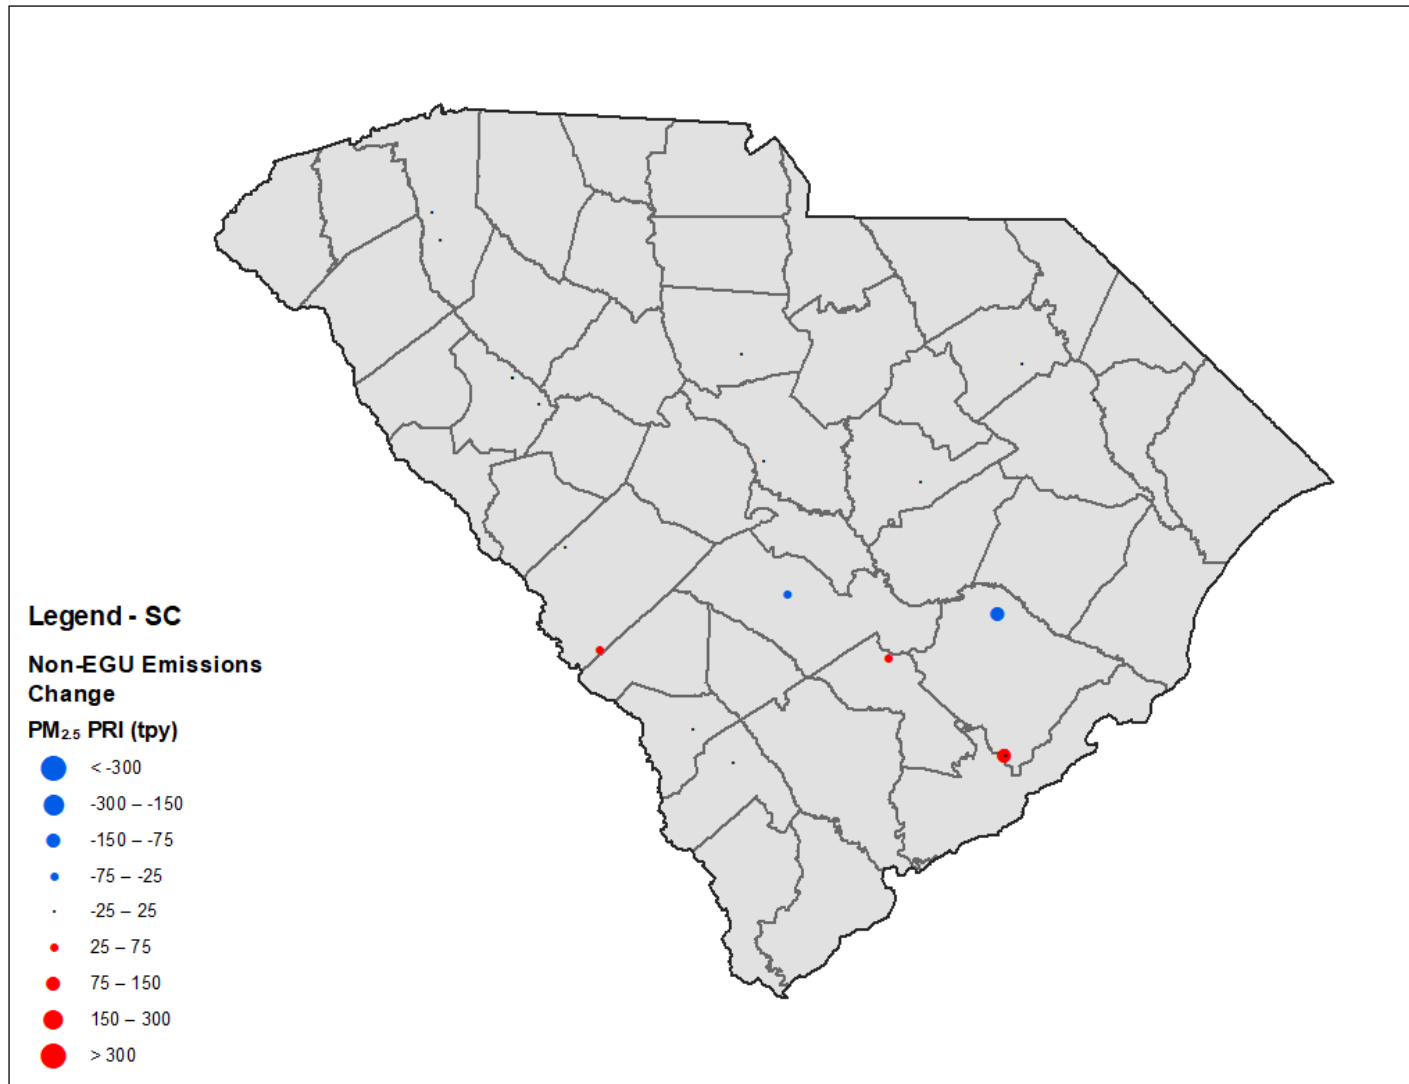 Legend - SC
Non-EGU Emissions
Change
PM₂.₅ PRI (tpy)
< -300
-300 – -150
-150 – -75
-75 – -25
-25 – 25
25 – 75
75 – 150
150 – 300
> 300